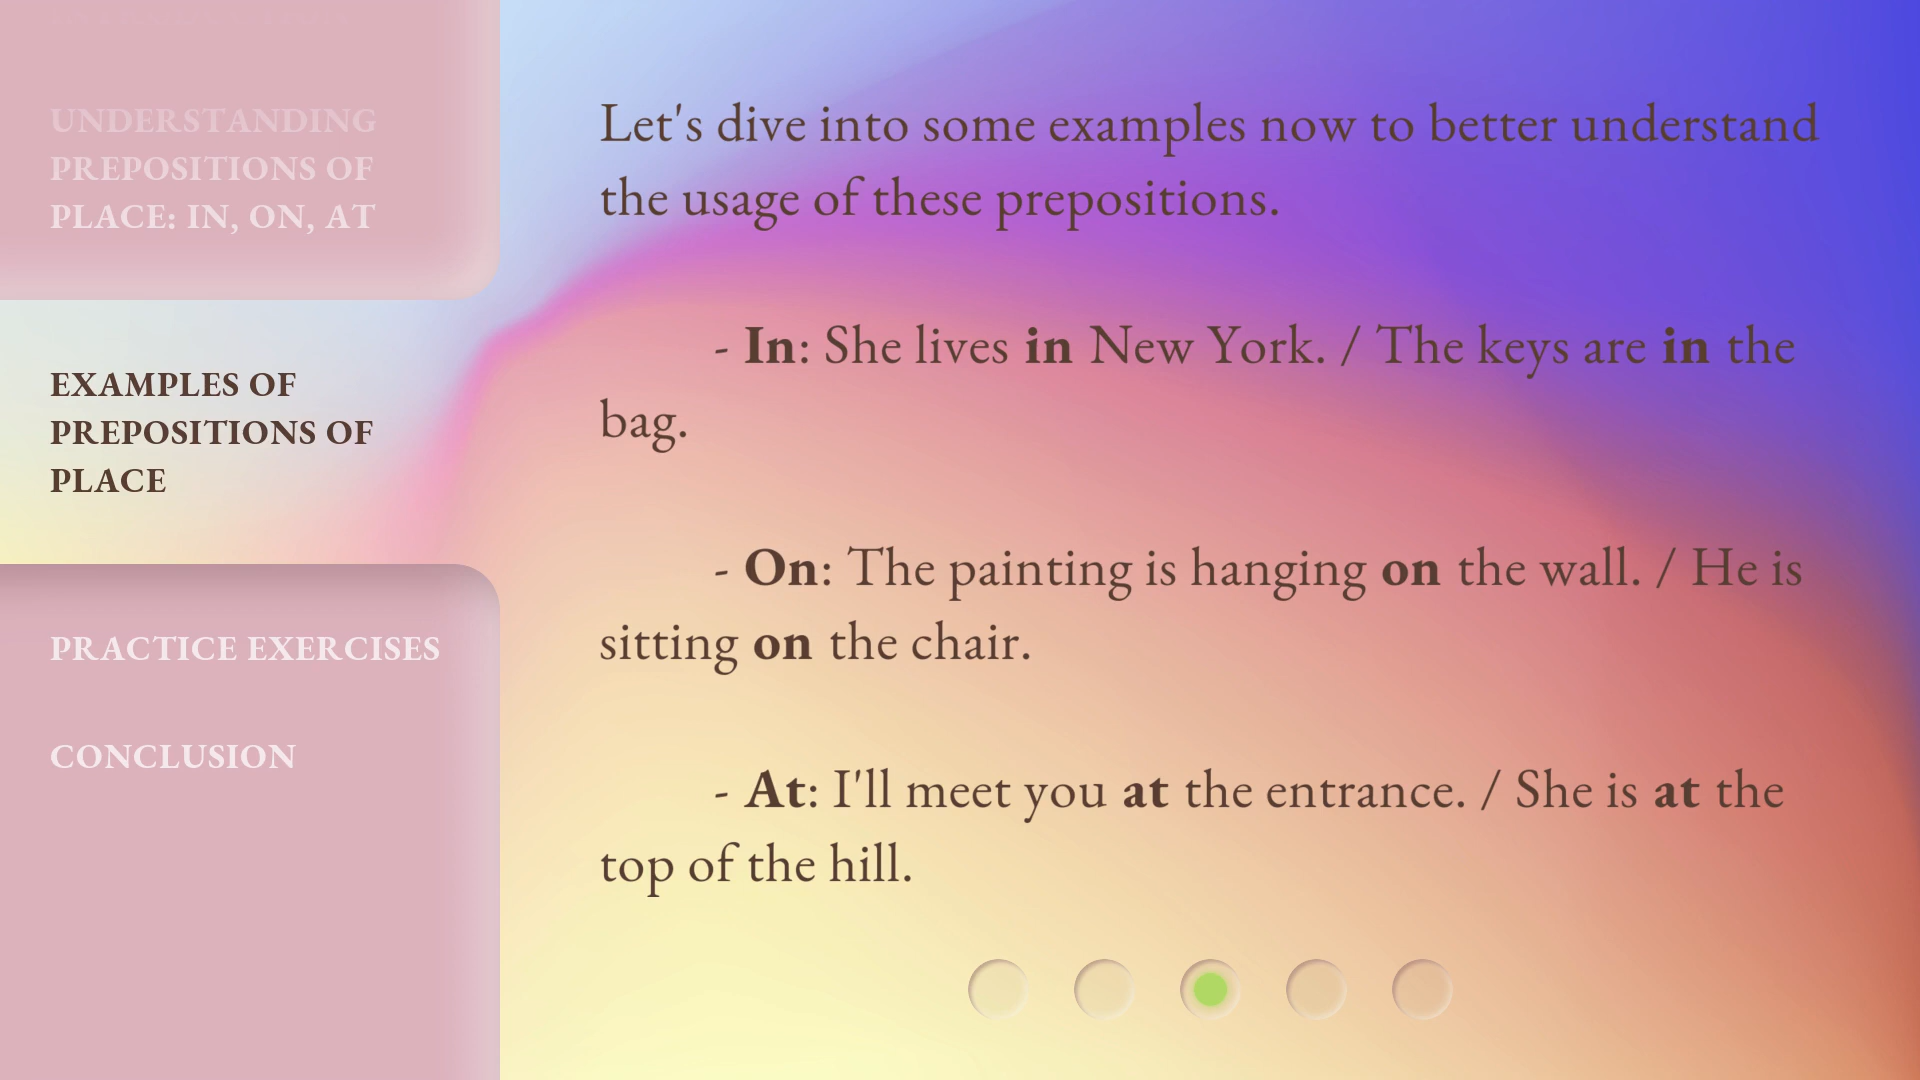 UNDERSTANDING
PREPOSITIONS OF
PLACE: IN, ON, AT
EXAMPLES OF
PREPOSITIONS OF
PLACE
PRACTICE EXERCISES
CONCLUSION
Let's dive into some examples now to better understand
the usage of these prepositions.
- In: She lives in New York. / The keys are in the
bag.
- On: The painting is hanging on the wall. / He is
sitting on the chair.
- At: I'll meet you at the entrance. / She is at the
top of the hill.